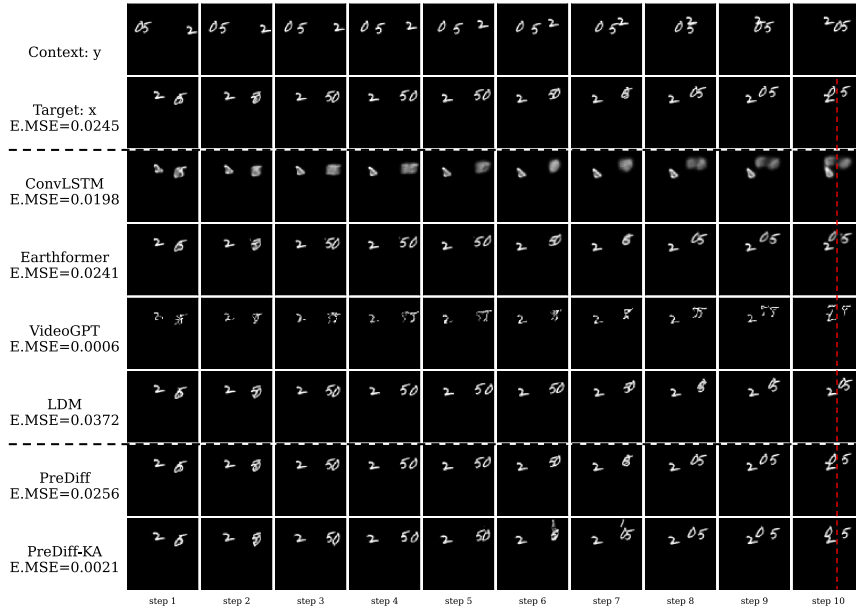 Context: y
Target: x
E.MSE=0.0245
ConvLSTM
E.MSE=0.0198
Earthformer
E.MSE=0.0241
VideoGPT
E.MSE=0.0006
LDM
E.MSE=0.0372
PreDiff
E.MSE=0.0256
PreDiff-KA
E.MSE=0.0021
step 1 step 2 step 3 step 4 step 5 step 6 step 7 step 8 step 9 step 10